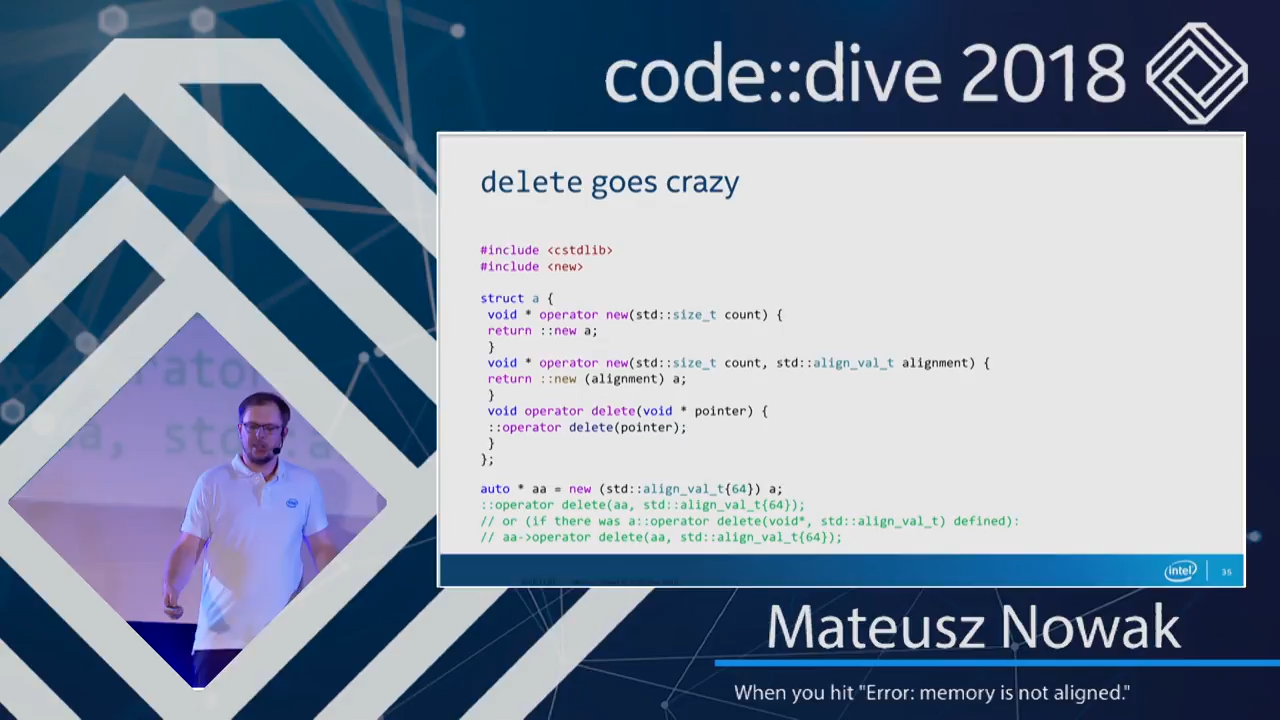 code::dive 2018
delete goes crazy
#include <cstdlib>
#include <new>
struct a {
void * operator new(std::size_t count) {
return ::new a;
}
void * operator new(std::size_t count, std::align_val_t alignment) {
return ::new (alignment) a;
}
void operator delete(void * pointer) {
::operator delete(pointer);
}
};
auto * aa = new (std::align_val_t{64}) a;
::operator delete(aa, std::align_val_t{64});
// or (if there was a::operator delete(void*, std::align_val_t) defined):
// aa->operator delete(aa, std::align_val_t{64});
intel
35
Mateusz Nowak
When you hit "Error: memory is not aligned."